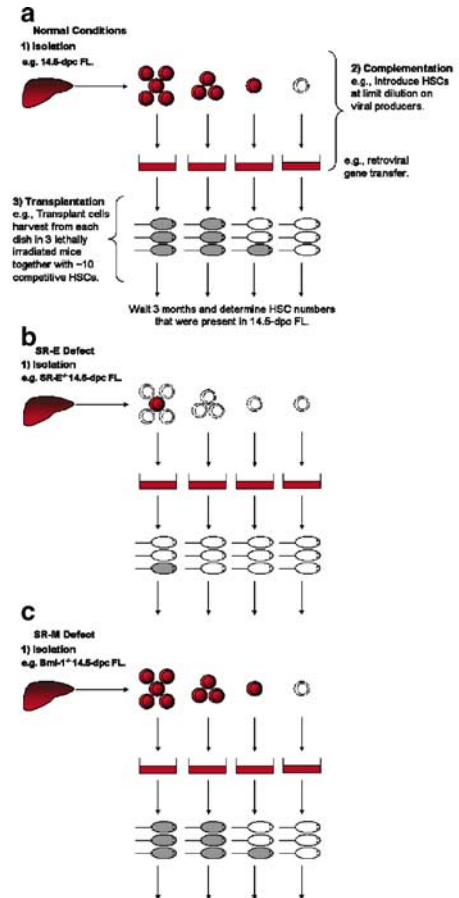 a
Normal Conditions
1) Isolation
e.g. 14.5-dpc FL.
2) Complementation
e.g., Introduce HSCs
at limit dilution on
viral producers.
e.g., retroviral
gene transfer.
3) Transplantation
e.g., Transplant cells
harvest from each
dish in 3 lethally
irradiated mice
together with ~10
competitive HSCs.
Wait 3 months and determine HSC numbers
that were present in 14.5-dpc FL.
b
SR-E Defect
1) Isolation
e.g. SR-E⁻/⁻ 14.5-dpc FL.
c
SR-M Defect
1) Isolation
e.g. Bmi-1⁻/⁻ 14.5-dpc FL.